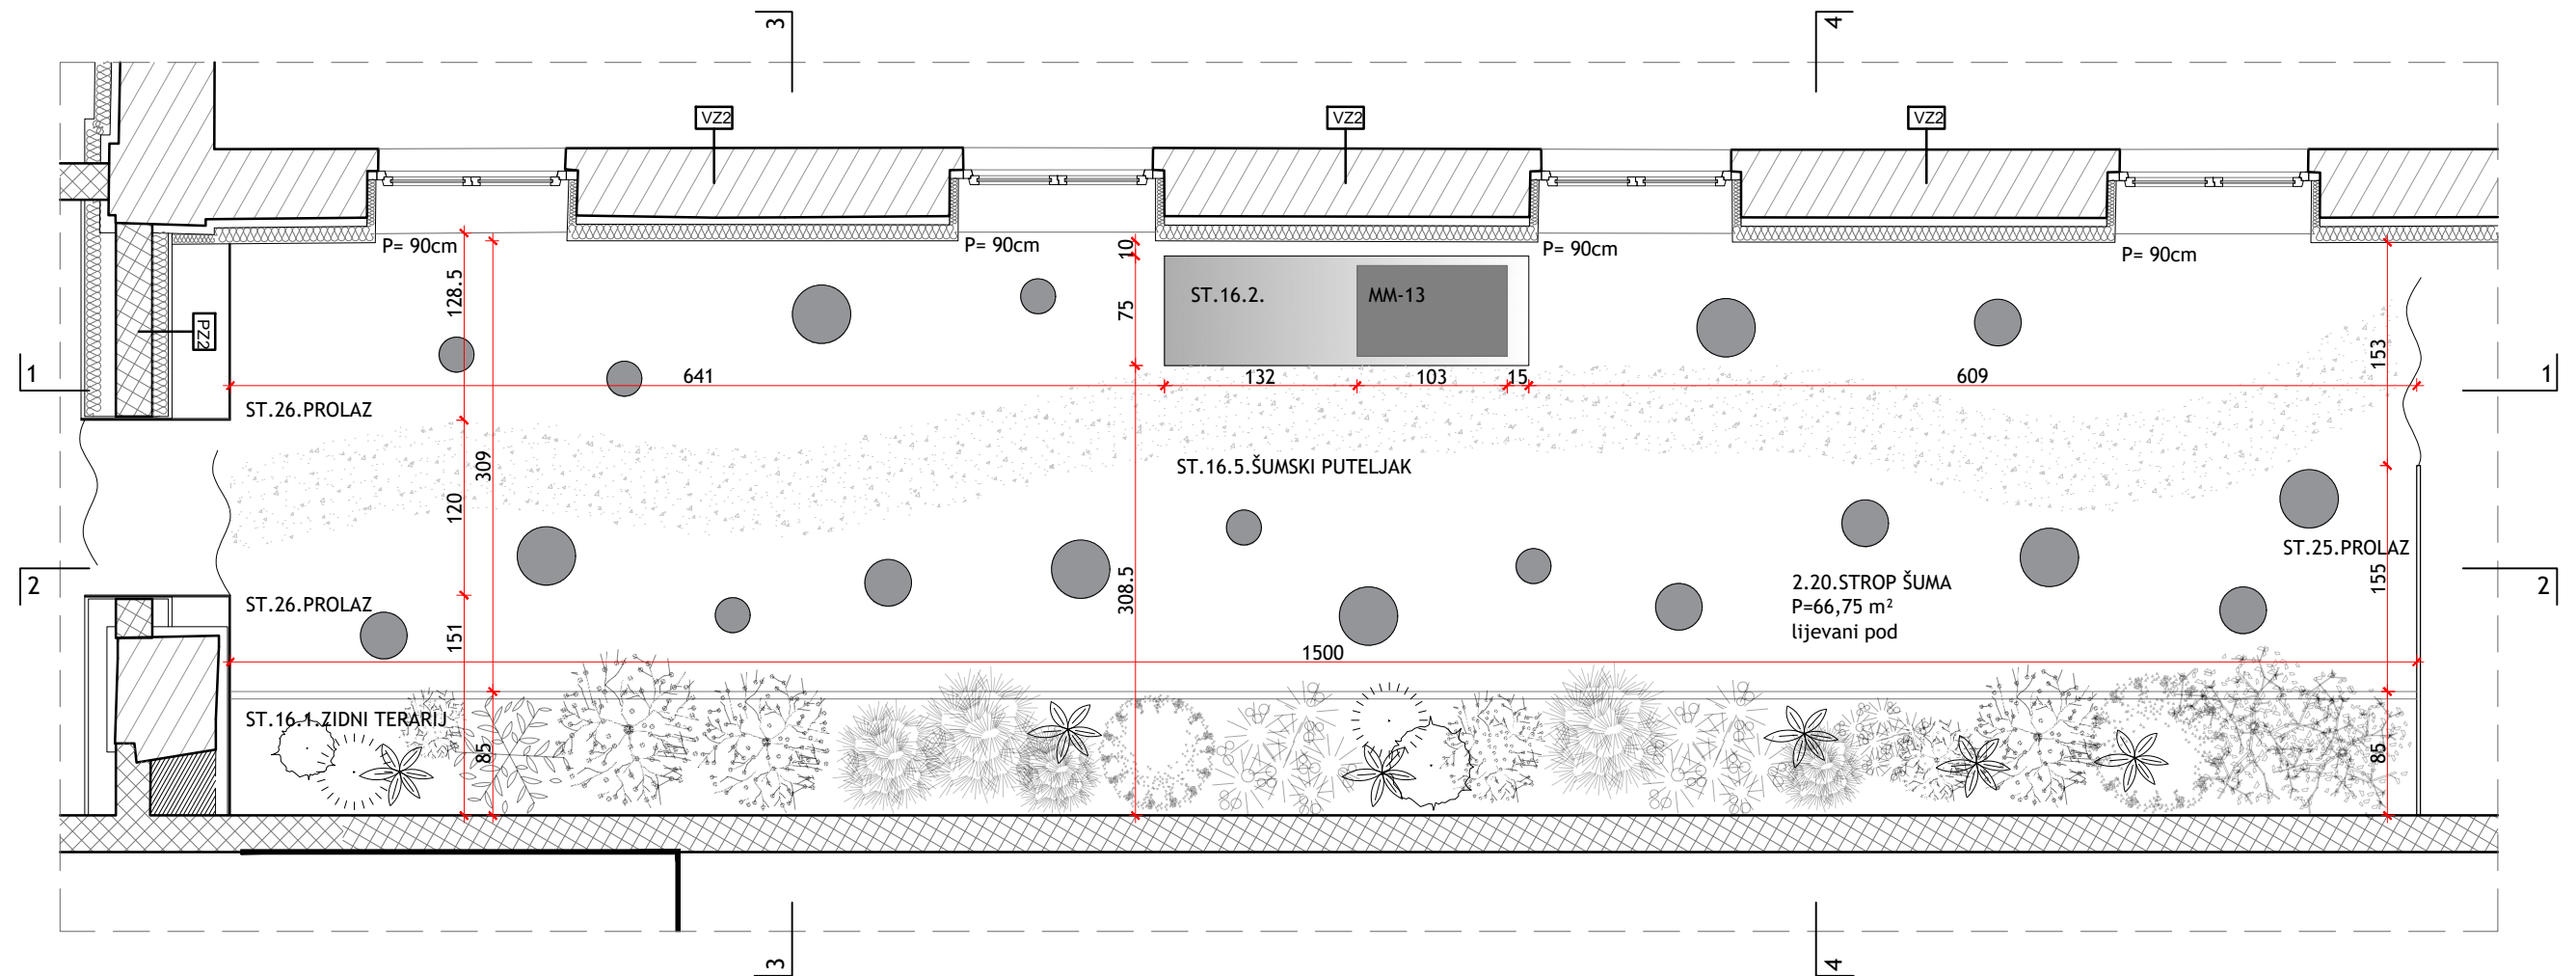 3
4
VZ2
VZ2
VZ2
P= 90cm
P= 90cm
P= 90cm
P= 90cm
10
128.5
75
ST.16.2.
MM-13
PZ2
153
1
1
641
132
103
15
609
ST.26.PROLAZ
309
ST.16.5.ŠUMSKI PUTELJAK
120
ST.25.PROLAZ
2
2
308.5
155
2.20.STROP ŠUMA
P=66,75 m²
lijevani pod
ST.26.PROLAZ
151
1500
ST.16.1.ZIDNI TERARIJ
85
85
3
4